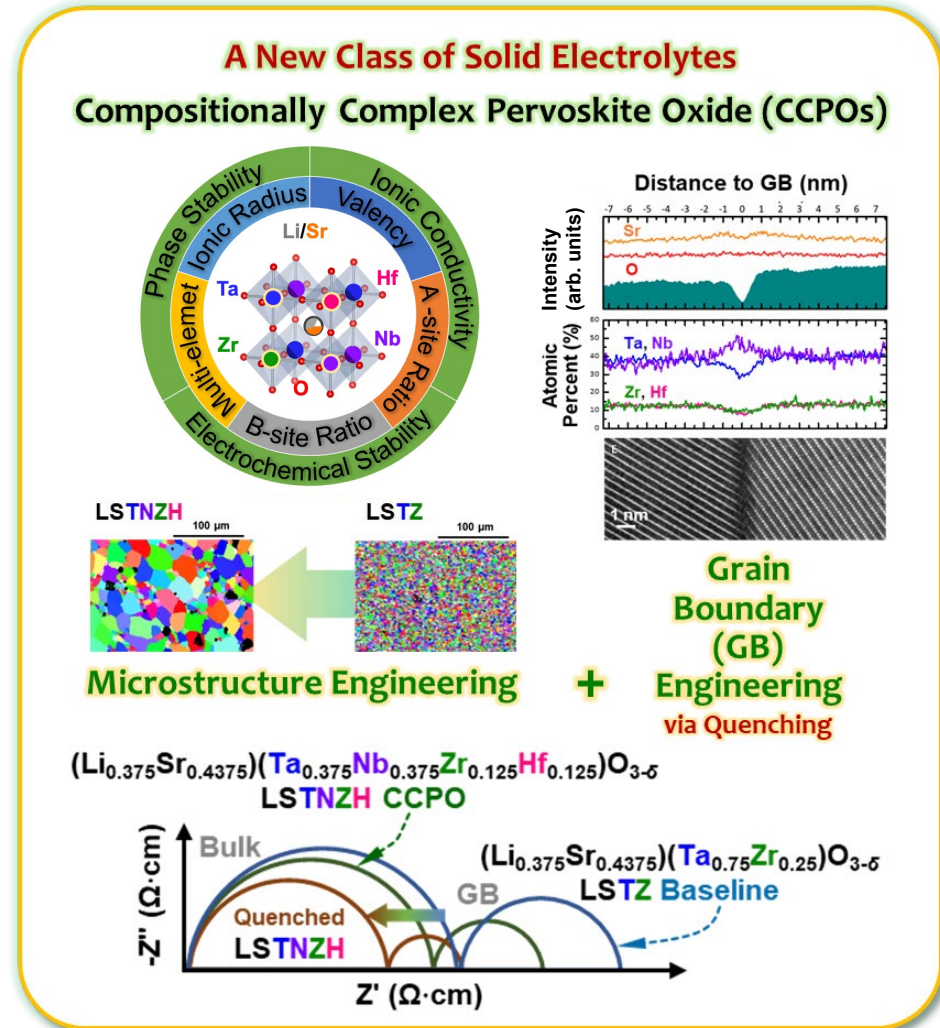 A New Class of Solid Electrolytes
Compositionally Complex Pervoskite Oxide (CCPOs)
Phase Stability
Ionic Conductivity
Electrochemical Stability
Ionic Radius
Valency
A-site Ratio
B-site Ratio
Multi-elemet
Li/Sr
Ta
Hf
Zr
Nb
O
Distance to GB (nm)
-7 -6 -5 -4 -3 -2 -1 0 1 2 3 4 5 6 7
Intensity
(arb. units)
Sr
O
Atomic
Percent (%)
60
50
40
30
20
10
0
Ta, Nb
Zr, Hf
E
1 nm
LSTNZH
100 µm
LSTZ
100 µm
Microstructure Engineering
+
Grain
Boundary
(GB)
Engineering
via Quenching
(Li0.375Sr0.4375)(Ta0.375Nb0.375Zr0.125Hf0.125)O3-δ
LSTNZH CCPO
(Li0.375Sr0.4375)(Ta0.75Zr0.25)O3-δ
LSTZ Baseline
-Z" (Ω·cm)
Bulk
GB
Quenched
LSTNZH
Z' (Ω·cm)